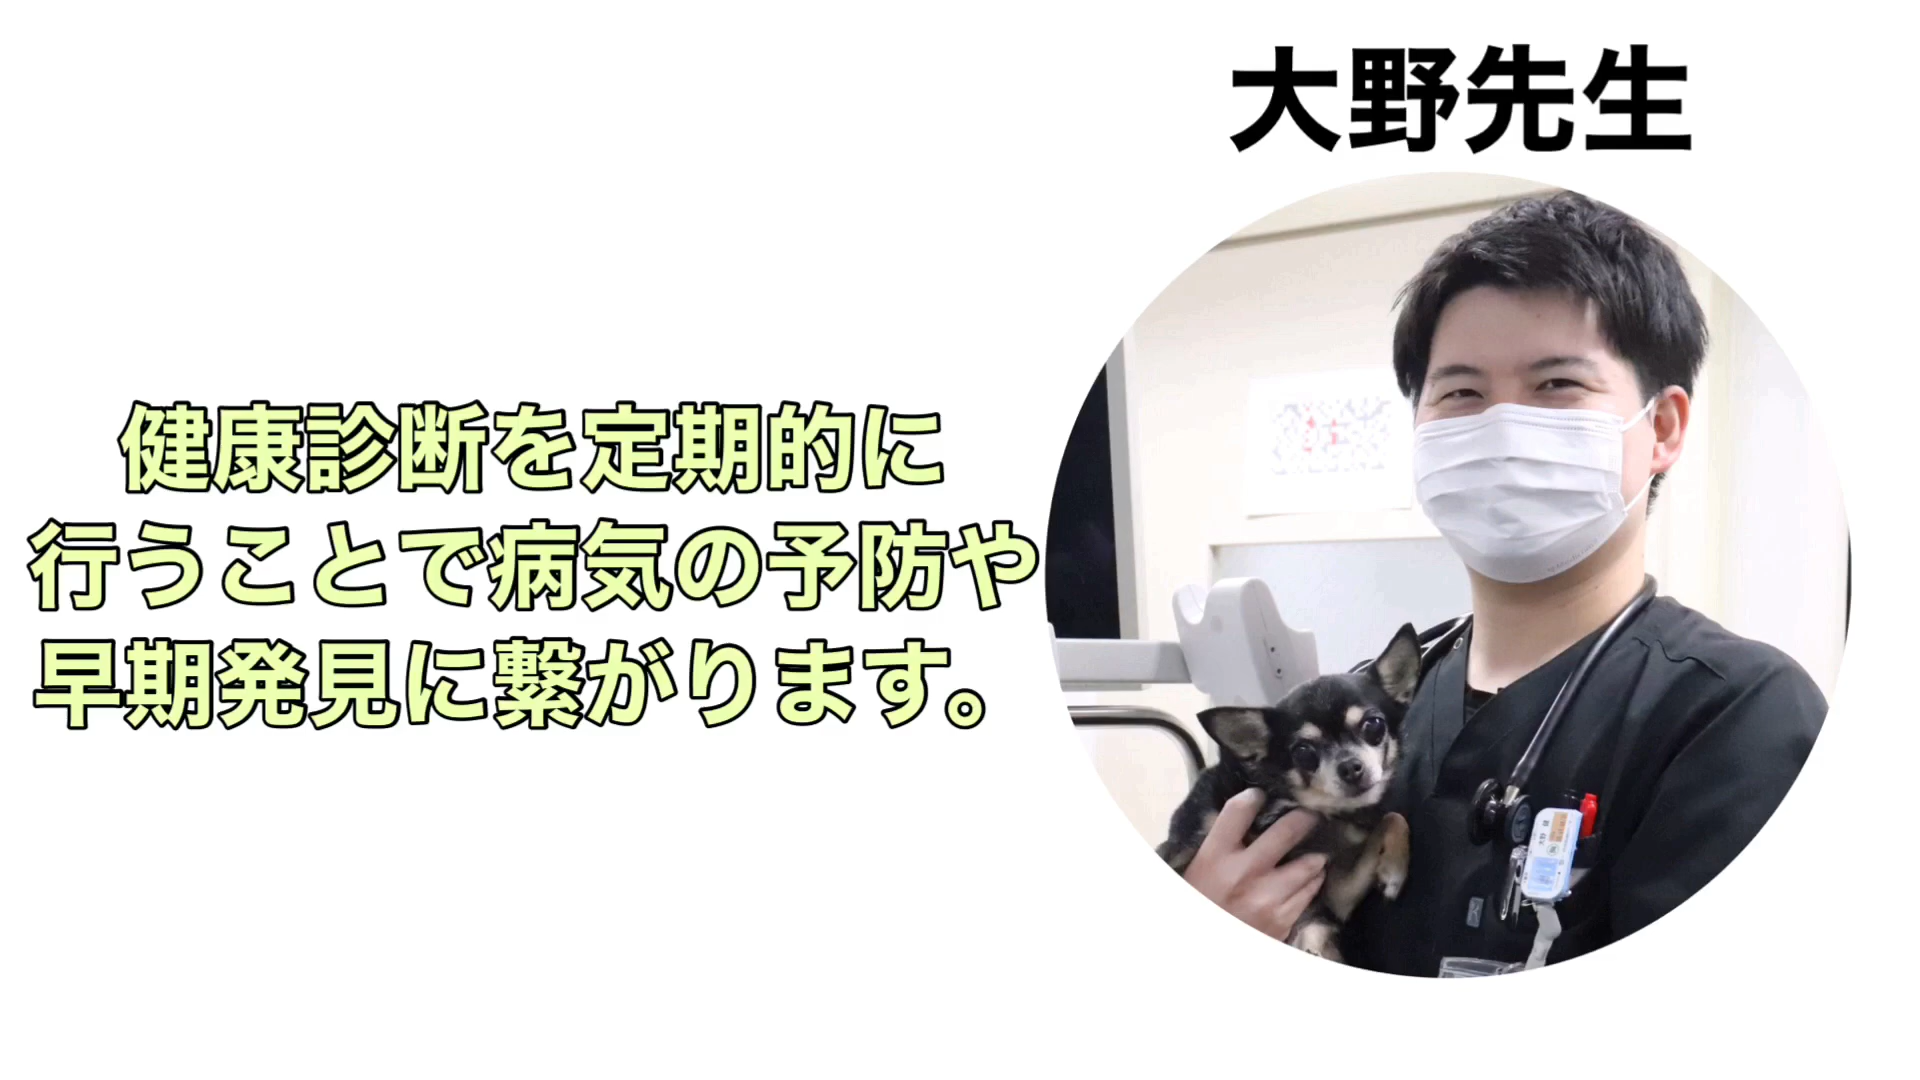 大野先生
健康診断を定期的に
行うことで病気の予防や
早期発見に繋がります。